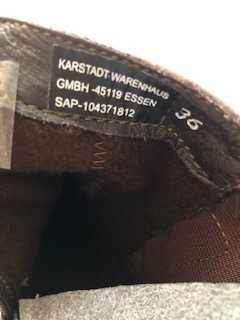 KARSTADT WARENHAUS
GMBH -45119 ESSEN
SAP-104371812
36